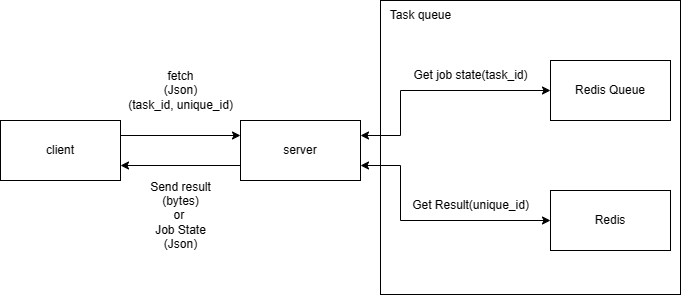 Task queue
fetch
(Json)
(task_id, unique_id)
Get job state(task_id)
Redis Queue
client
server
Send result
(bytes)
or
Job State
(Json)
Get Result(unique_id)
Redis